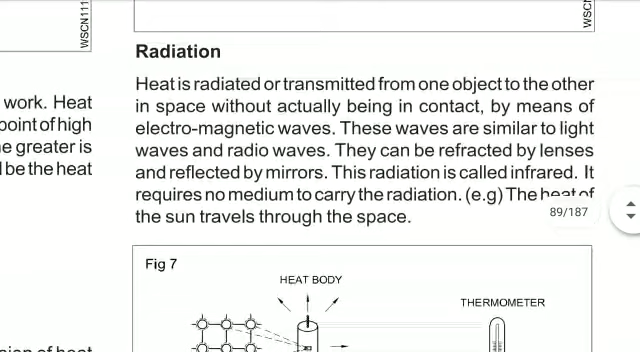 WSCN111
WSCN
work. Heat
point of high
e greater is
be the heat
Radiation
Heat is radiated or transmitted from one object to the other
in space without actually being in contact, by means of
electro-magnetic waves. These waves are similar to light
waves and radio waves. They can be refracted by lenses
and reflected by mirrors. This radiation is called infrared. It
requires no medium to carry the radiation. (e.g) The heat of
the sun travels through the space.
89/187
Fig 7
HEAT BODY
THERMOMETER
of heat